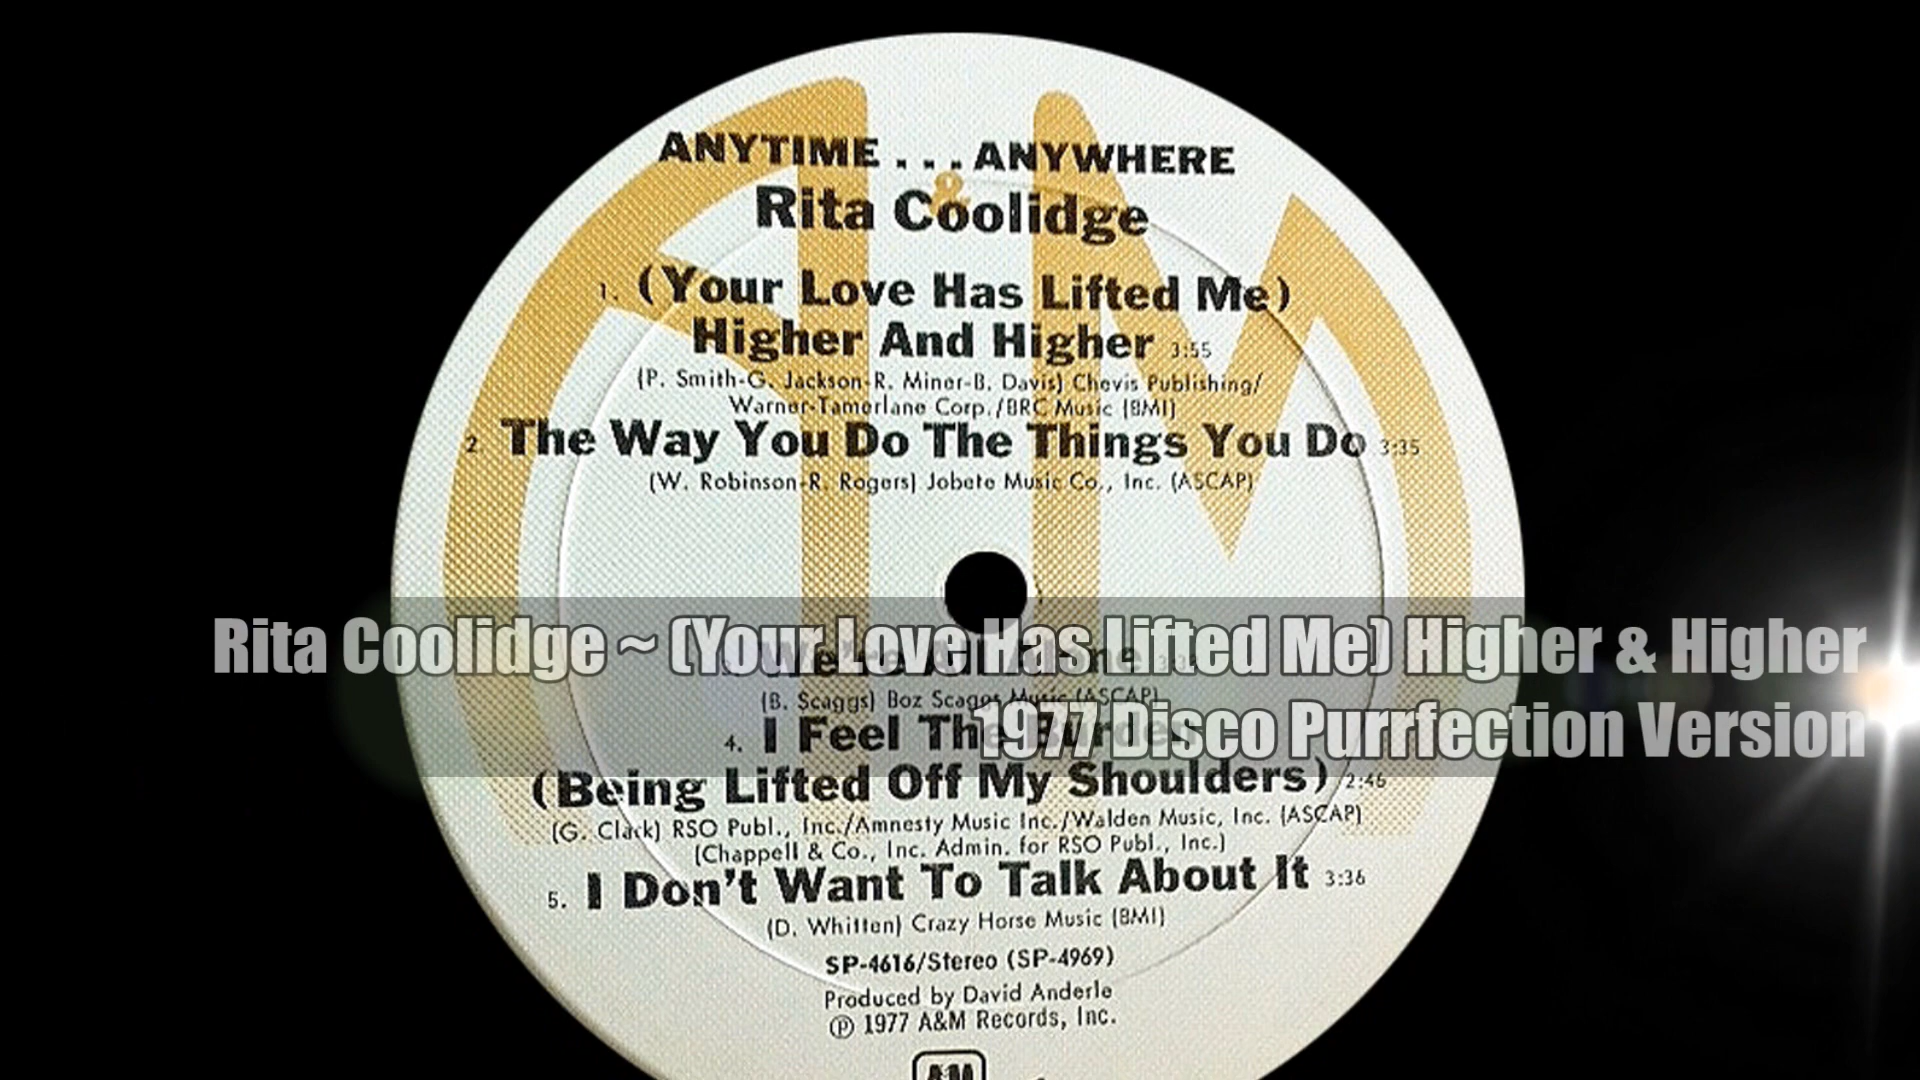 ANYTIME . . . ANYWHERE
&
Rita Coolidge
1. (Your Love Has Lifted Me)
Higher And Higher 3:55
(P. Smith-G. Jackson-R. Miner-B. Davis) Chevis Publishing/
Warner-Tamerlane Corp./BRC Music (BMI)
2. The Way You Do The Things You Do 3:35
(W. Robinson-R. Rogers) Jobete Music Co., Inc. (ASCAP)
Rita Coolidge ~ (Your Love Has Lifted Me) Higher & Higher
1977 Disco Purrfection Version
We're All Alone
(B. Scaggs) Boz Scaggs Music (ASCAP)
4. I Feel The Burden
(Being Lifted Off My Shoulders) 2:46
(G. Clark) RSO Publ., Inc./Amnesty Music Inc./Walden Music, Inc. (ASCAP)
(Chappell & Co., Inc. Admin. for RSO Publ., Inc.)
5. I Don't Want To Talk About It 3:36
(D. Whitten) Crazy Horse Music (BMI)
SP-4616/Stereo (SP-4969)
Produced by David Anderle
Ⓟ 1977 A&M Records, Inc.
A&M